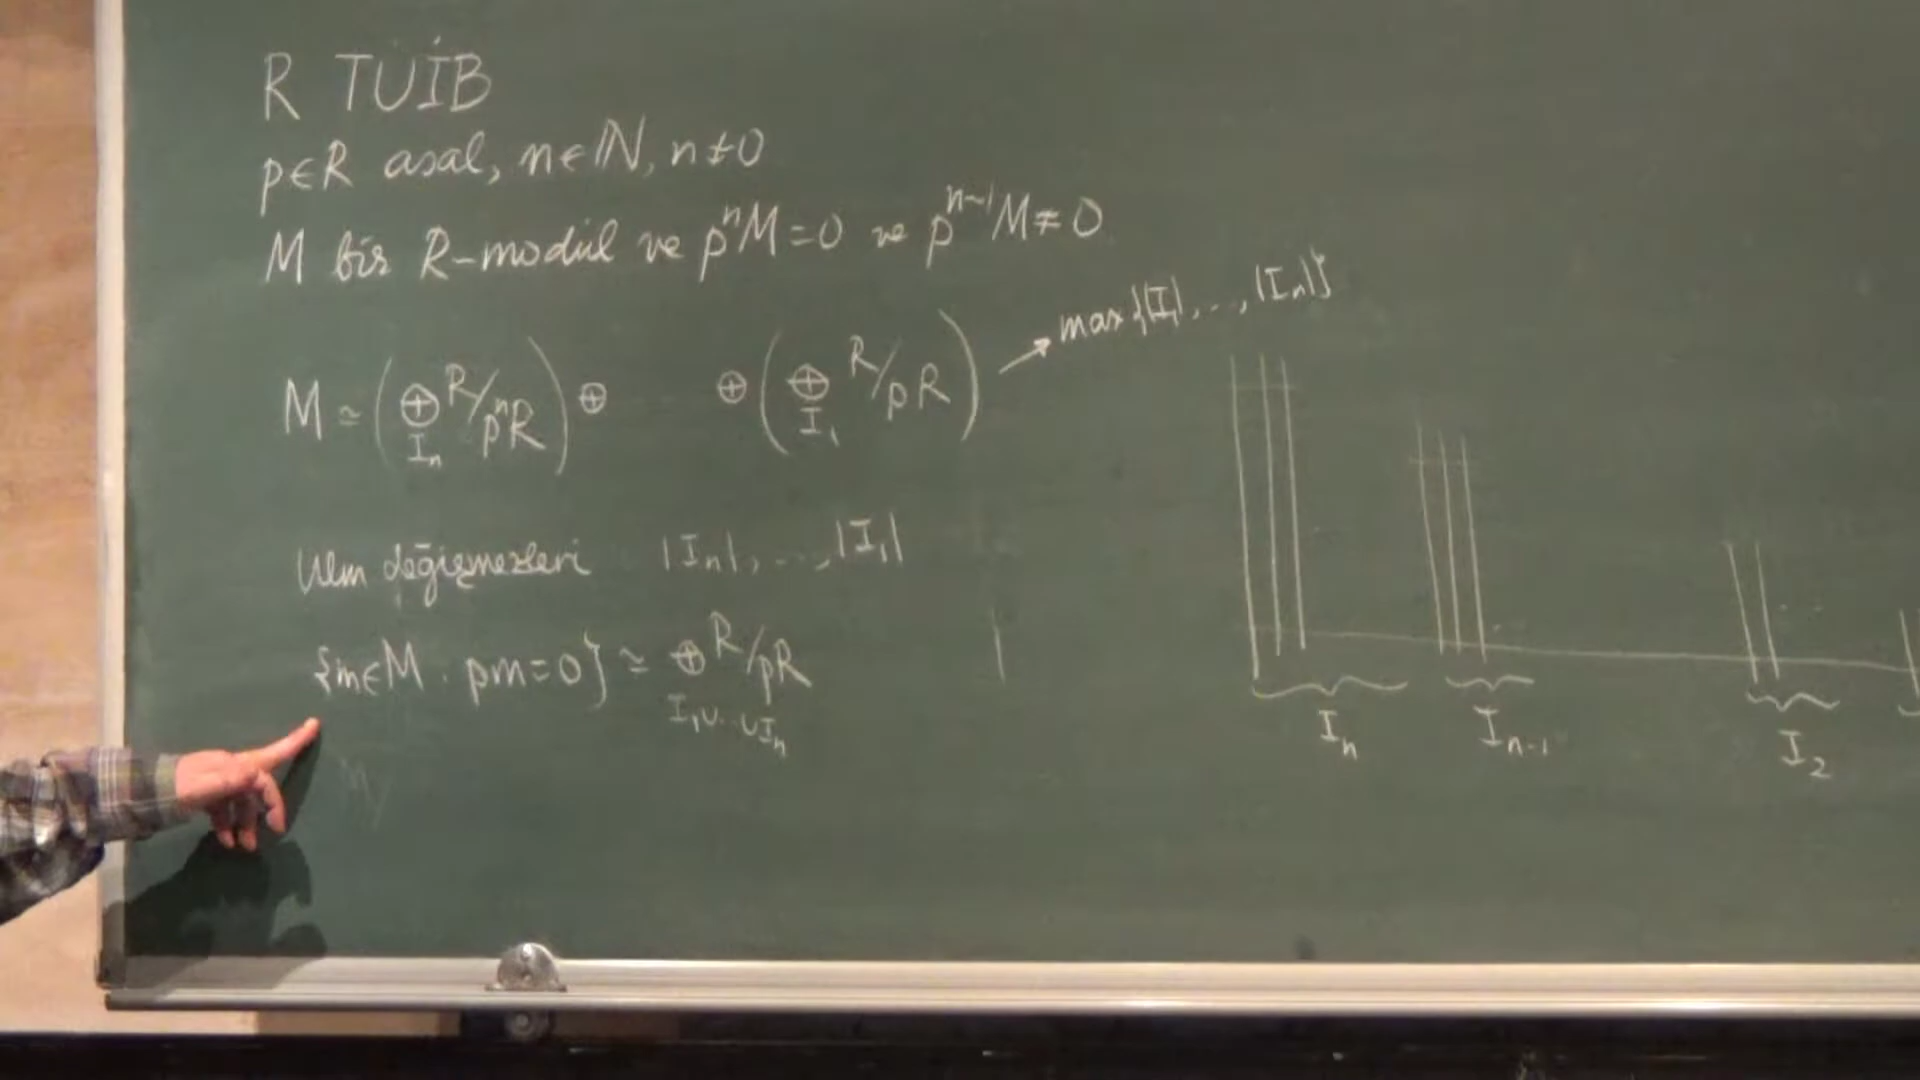 R TUİB
p∈R asal, n∈ℕ, n≠0
M bir R-modül ve pⁿM=0 ve pⁿ⁻¹M≠0
M ≃ (⊕_{I_n} R/pⁿR) ⊕ ⊕ (⊕_{I_1} R/pR) → max{|I_1|, ..., |I_n|}
Ulm değişmezleri |I_n|, ..., |I_1|
{m∈M : pm=0} ≃ ⊕_{I_1∪...∪I_n} R/pR
I_n I_{n-1} I_2